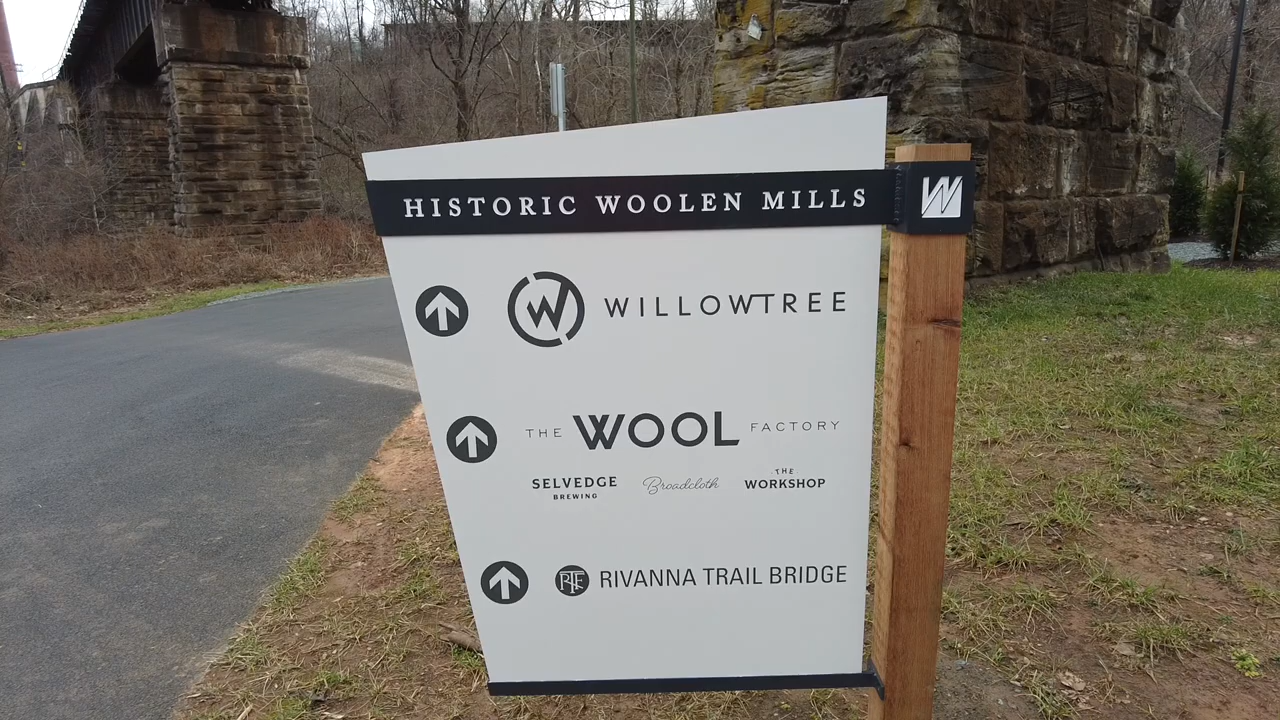 HISTORIC WOOLEN MILLS
W
W WILLOWTREE
THE WOOL FACTORY
SELVEDGE
BREWING
Broadcloth
THE
WORKSHOP
RTF RIVANNA TRAIL BRIDGE